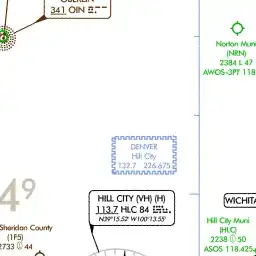 OBERLIN
341 OIN
Norton Muni
(NRN)
2384 L 47
AWOS-3PT 118
DENVER
Hill City
132.7 226.675
49
WICHITA
HILL CITY (VH) (H)
113.7 HLC 84
N39°15.52' W100°13.55'
Sheridan County
(1F5)
2733 44
Hill City Muni
(HLC)
2238 50
ASOS 118.425